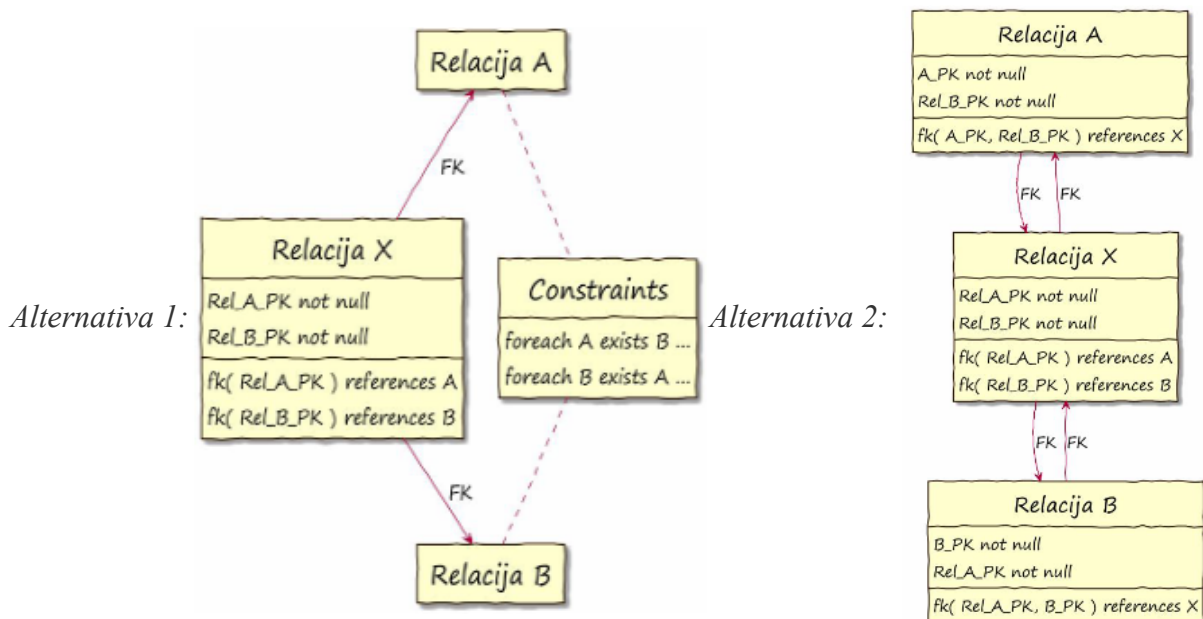 Alternativa 1:
Relacija A
FK
Relacija X
Rel_A_PK not null
Rel_B_PK not null
fk( Rel_A_PK ) references A
fk( Rel_B_PK ) references B
Constraints
foreach A exists B ...
foreach B exists A ...
FK
Relacija B
Alternativa 2:
Relacija A
A_PK not null
Rel_B_PK not null
fk( A_PK, Rel_B_PK ) references X
FK
FK
Relacija X
Rel_A_PK not null
Rel_B_PK not null
fk( Rel_A_PK ) references A
fk( Rel_B_PK ) references B
FK
FK
Relacija B
B_PK not null
Rel_A_PK not null
fk( Rel_A_PK, B_PK ) references X